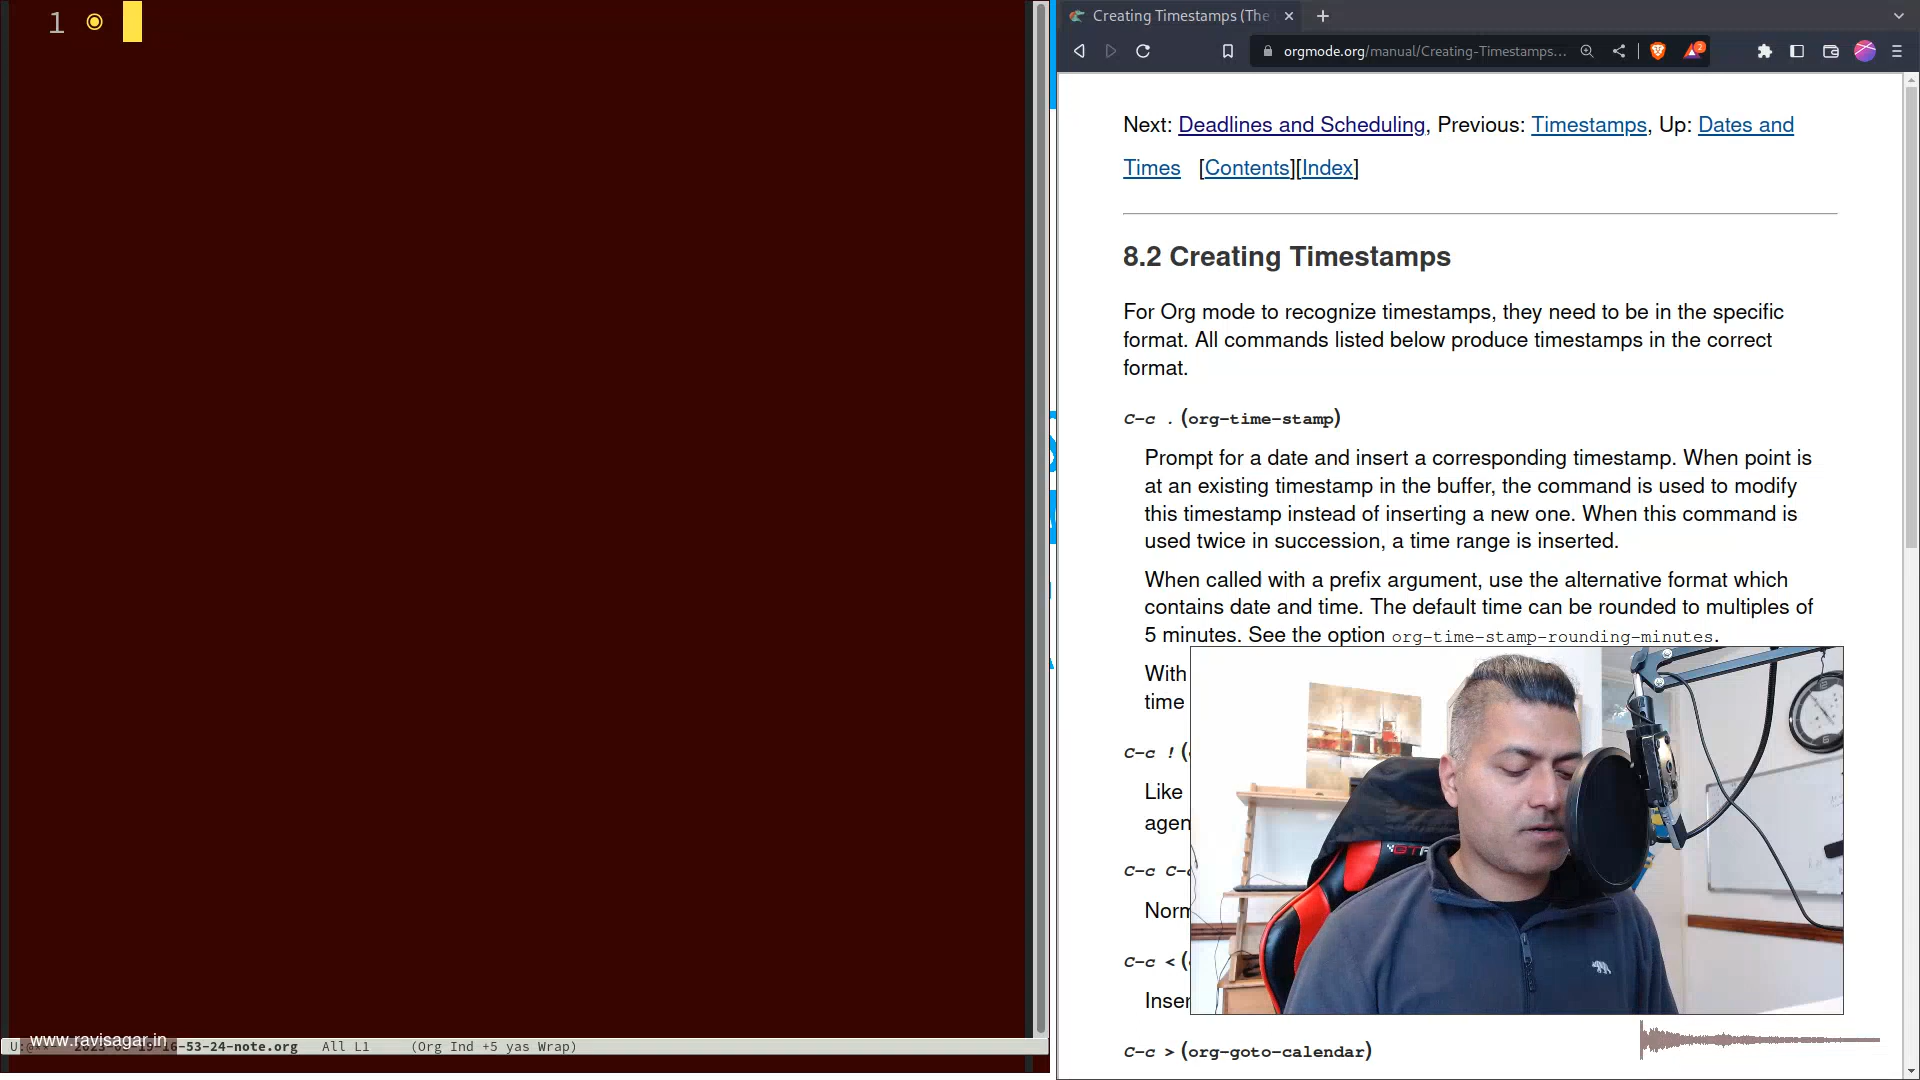 1
www.ravisagar.in
53-24-note.org All L1 (Org Ind +5 yas Wrap)
Creating Timestamps (The
orgmode.org/manual/Creating-Timestamps...
2
Next: Deadlines and Scheduling, Previous: Timestamps, Up: Dates and
Times [Contents][Index]
8.2 Creating Timestamps
For Org mode to recognize timestamps, they need to be in the specific
format. All commands listed below produce timestamps in the correct
format.
C-c . (org-time-stamp)
Prompt for a date and insert a corresponding timestamp. When point is
at an existing timestamp in the buffer, the command is used to modify
this timestamp instead of inserting a new one. When this command is
used twice in succession, a time range is inserted.
When called with a prefix argument, use the alternative format which
contains date and time. The default time can be rounded to multiples of
5 minutes. See the option org-time-stamp-rounding-minutes.
With
time
C-c ! (
Like
agen
C-c C-c
Norm
C-c < (
Inser
C-c > (org-goto-calendar)